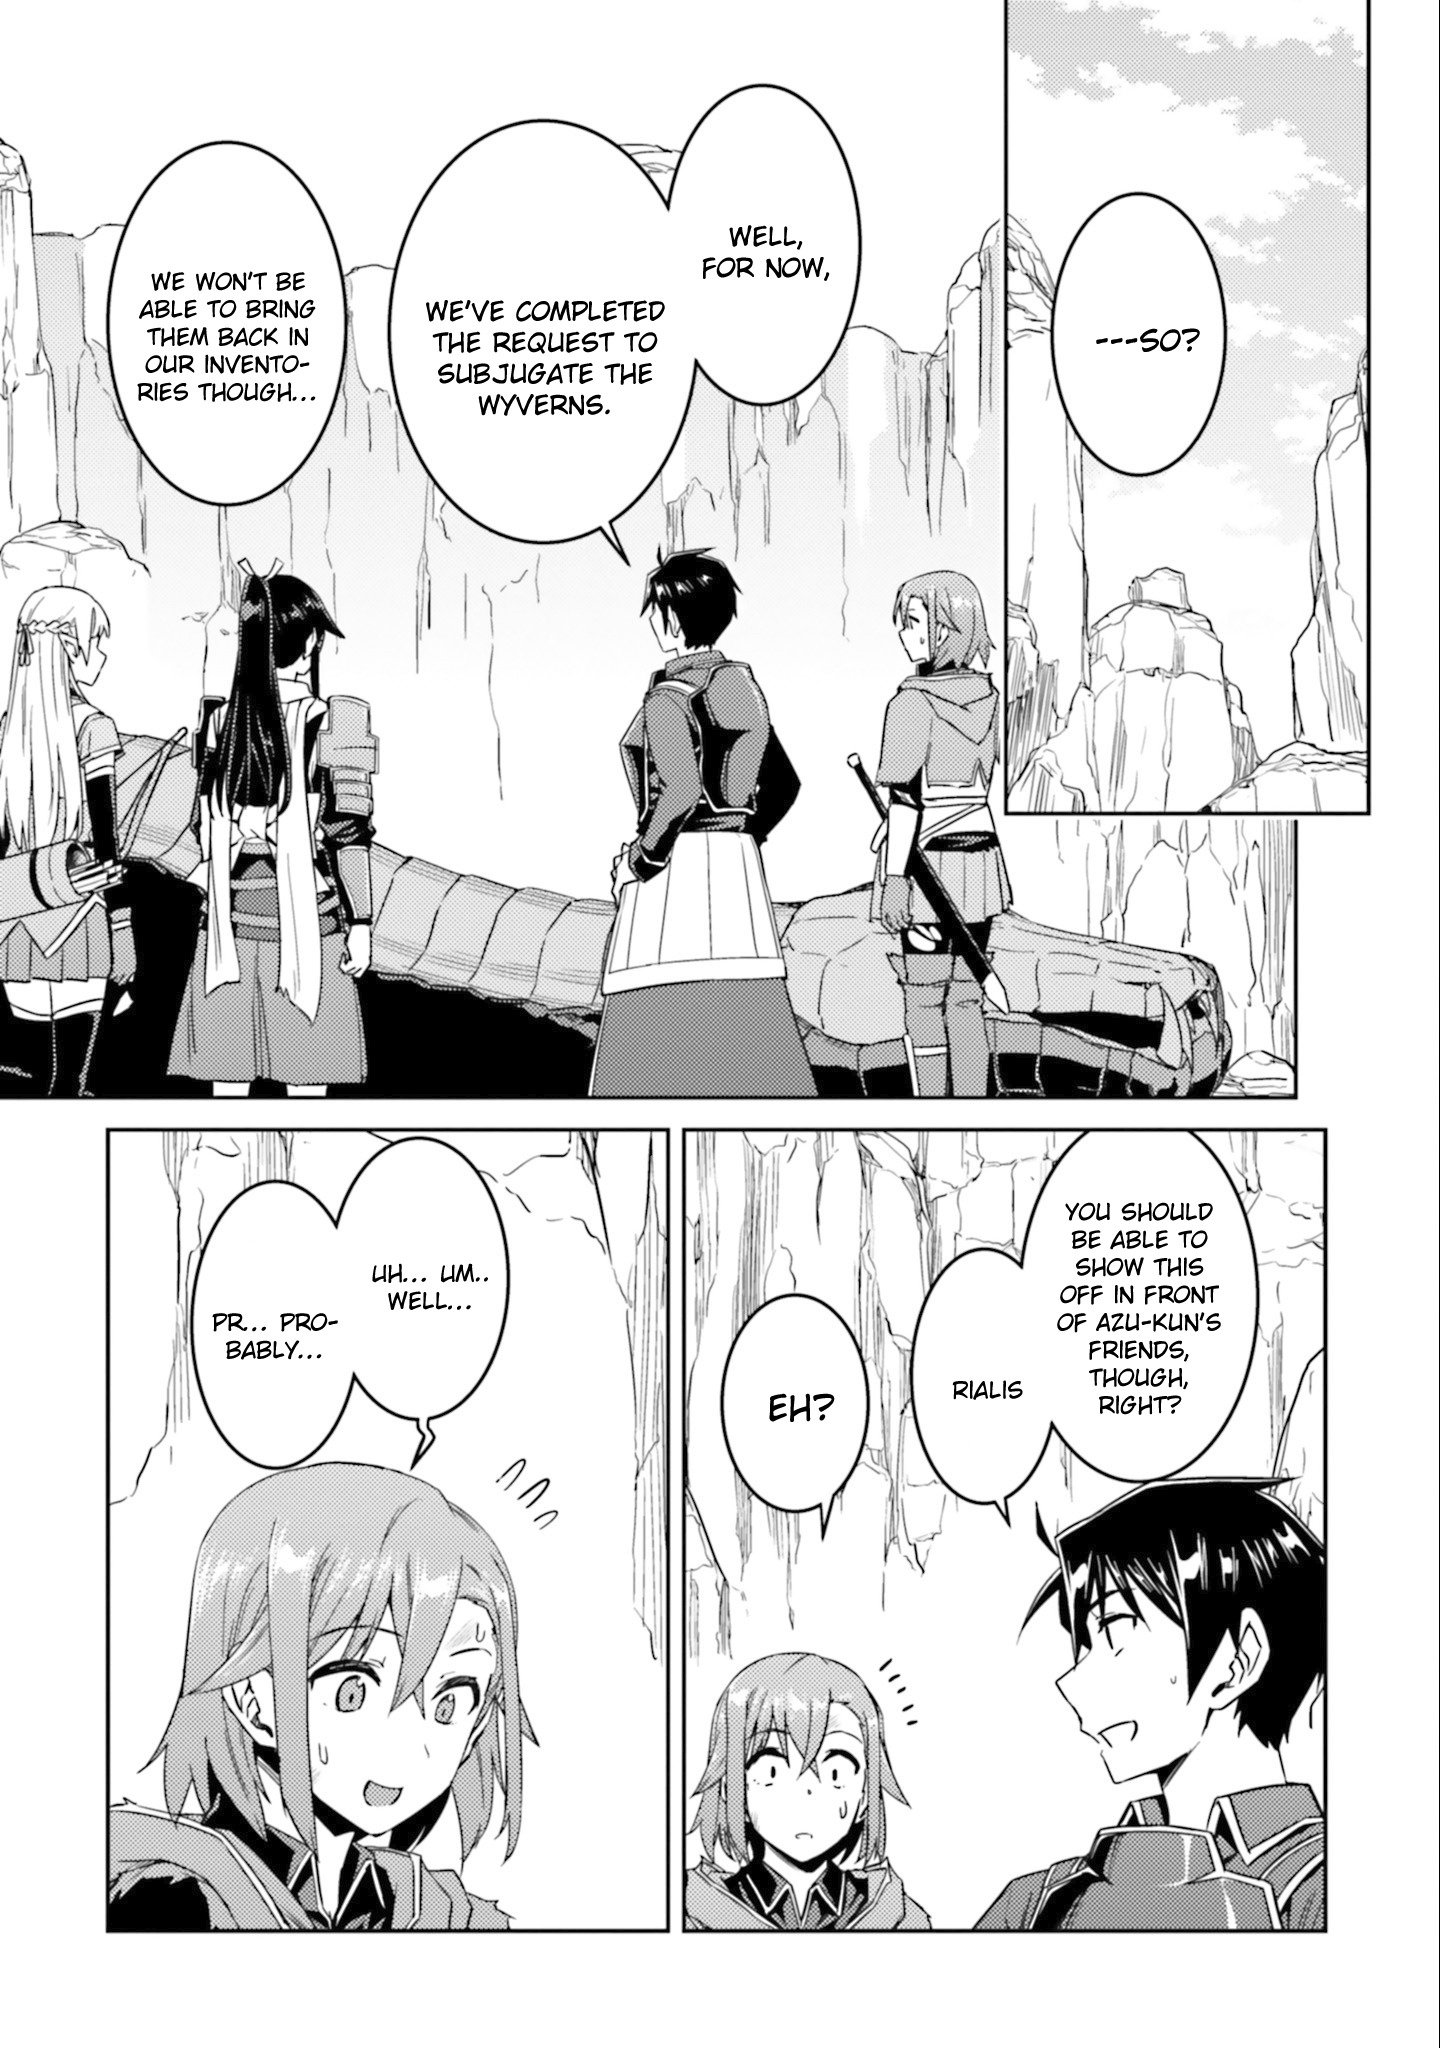 ---SO?
WELL,
FOR NOW,
WE'VE COMPLETED
THE REQUEST TO
SUBJUGATE THE
WYVERNS.
WE WON'T BE
ABLE TO BRING
THEM BACK IN
OUR INVENTO-
RIES THOUGH...
YOU SHOULD
BE ABLE TO
SHOW THIS
OFF IN FRONT
OF AZU-KUN'S
FRIENDS,
THOUGH,
RIGHT?
RIALIS
EH?
UH... UM..
WELL...
PR... PRO-
BABLY...